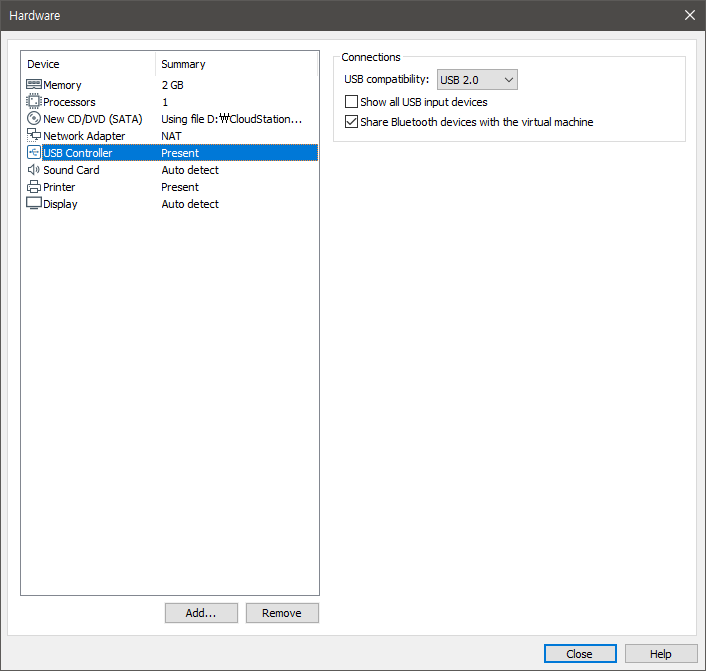 Hardware
Device Summary
Memory 2 GB
Processors 1
New CD/DVD (SATA) Using file D:₩CloudStation...
Network Adapter NAT
USB Controller Present
Sound Card Auto detect
Printer Present
Display Auto detect
Add... Remove
Connections
USB compatibility: USB 2.0
Show all USB input devices
Share Bluetooth devices with the virtual machine
Close Help